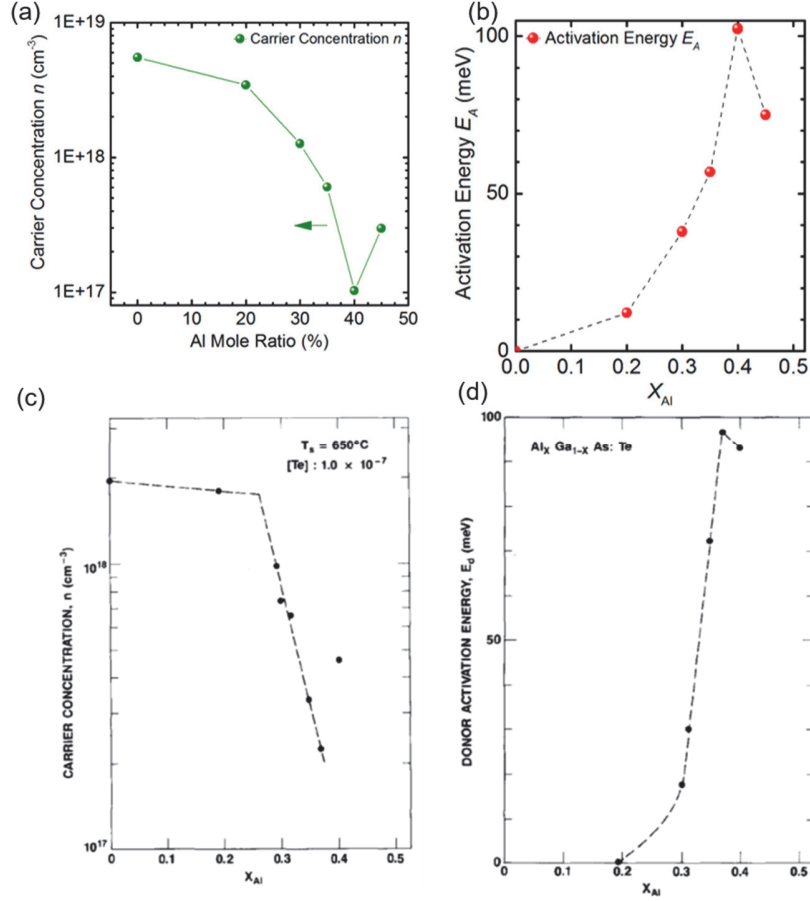 (a)
1E+19
1E+18
1E+17
Carrier Concentration n (cm⁻³)
Carrier Concentration n
0 10 20 30 40 50
Al Mole Ratio (%)
(b)
100
50
0
Activation Energy E_A (meV)
Activation Energy E_A
0.0 0.1 0.2 0.3 0.4 0.5
X_Al
(c)
T_s = 650°C
[Te] : 1.0 × 10⁻⁷
10¹⁸
10¹⁷
CARRIER CONCENTRATION, n (cm⁻³)
0 0.1 0.2 0.3 0.4 0.5
X_Al
(d)
100
50
0
DONOR ACTIVATION ENERGY, E_d (meV)
Al_X Ga_1-X As: Te
0 0.1 0.2 0.3 0.4 0.5
X_Al